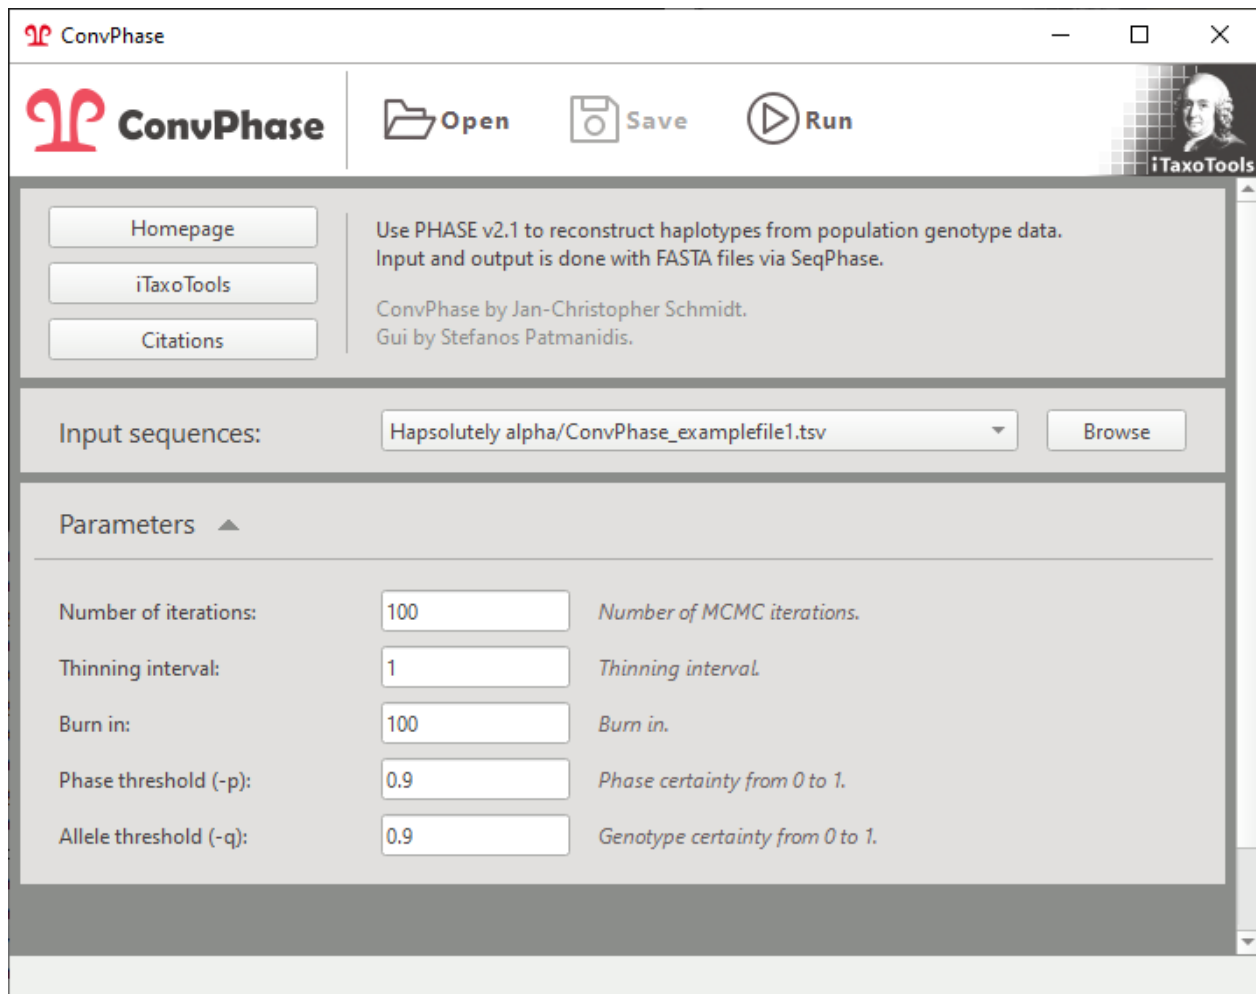 ConvPhase
ConvPhase
Open
Save
Run
iTaxoTools
Homepage
iTaxoTools
Citations
Use PHASE v2.1 to reconstruct haplotypes from population genotype data.
Input and output is done with FASTA files via SeqPhase.
ConvPhase by Jan-Christopher Schmidt.
Gui by Stefanos Patmanidis.
Input sequences: Hapsolutely alpha/ConvPhase_examplefile1.tsv Browse
Parameters
Number of iterations: 100 Number of MCMC iterations.
Thinning interval: 1 Thinning interval.
Burn in: 100 Burn in.
Phase threshold (-p): 0.9 Phase certainty from 0 to 1.
Allele threshold (-q): 0.9 Genotype certainty from 0 to 1.